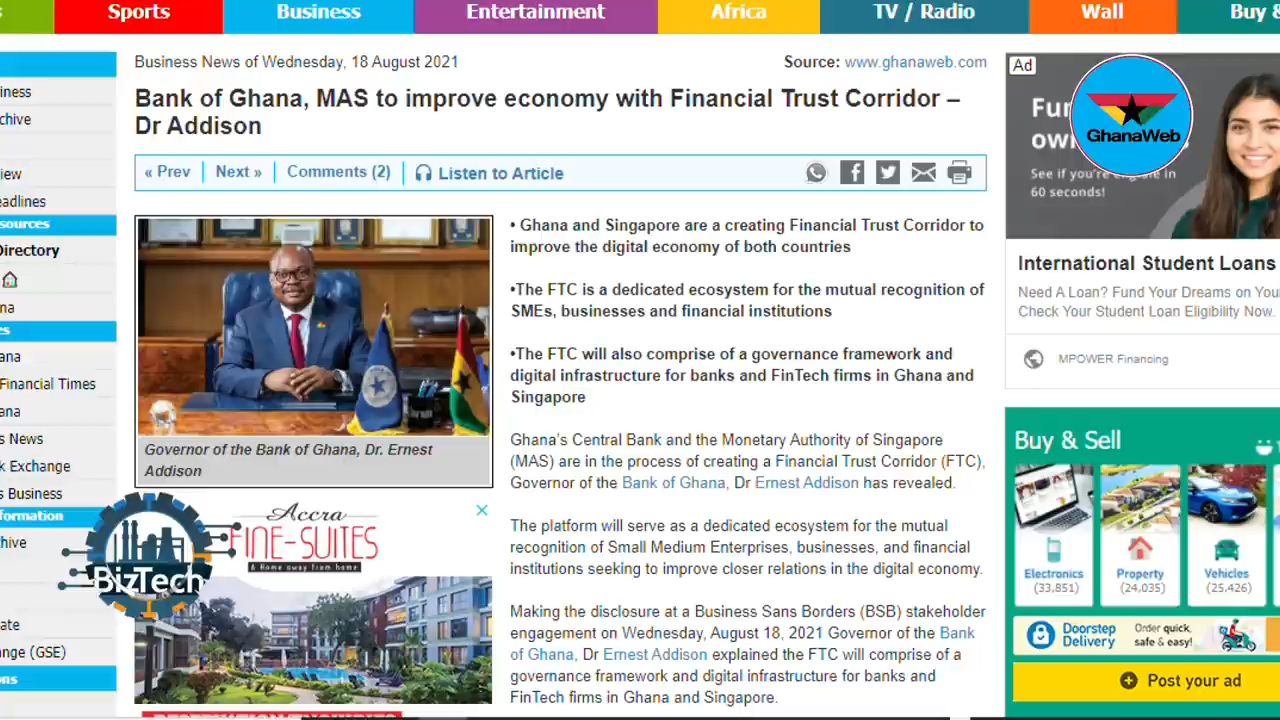 Sports
Business
Entertainment
Africa
TV / Radio
Wall
Buy &
Business News of Wednesday, 18 August 2021
Source: www.ghanaweb.com
Bank of Ghana, MAS to improve economy with Financial Trust Corridor –
Dr Addison
« Prev
Next »
Comments (2)
Listen to Article
• Ghana and Singapore are a creating Financial Trust Corridor to
improve the digital economy of both countries
•The FTC is a dedicated ecosystem for the mutual recognition of
SMEs, businesses and financial institutions
•The FTC will also comprise of a governance framework and
digital infrastructure for banks and FinTech firms in Ghana and
Singapore
Governor of the Bank of Ghana, Dr. Ernest
Addison
Ghana's Central Bank and the Monetary Authority of Singapore
(MAS) are in the process of creating a Financial Trust Corridor (FTC),
Governor of the Bank of Ghana, Dr Ernest Addison has revealed.
The platform will serve as a dedicated ecosystem for the mutual
recognition of Small Medium Enterprises, businesses, and financial
institutions seeking to improve closer relations in the digital economy.
Making the disclosure at a Business Sans Borders (BSB) stakeholder
engagement on Wednesday, August 18, 2021 Governor of the Bank
of Ghana, Dr Ernest Addison explained the FTC will comprise of a
governance framework and digital infrastructure for banks and
FinTech firms in Ghana and Singapore.
Accra
FINE-SUITES
A Home away from home
BizTech
iness
chive
iew
eadlines
sources
Directory
na
es
ana
Financial Times
ana
s News
k Exchange
s Business
formation
hive
ate
nge (GSE)
ons
Ad
GhanaWeb
See if you're eligible in
60 seconds!
International Student Loans
Need A Loan? Fund Your Dreams on You
Check Your Student Loan Eligibility Now..
MPOWER Financing
Buy & Sell
Electronics
(33,851)
Property
(24,035)
Vehicles
(25,426)
Doorstep
Delivery
Order quick,
safe & easy!
Post your ad